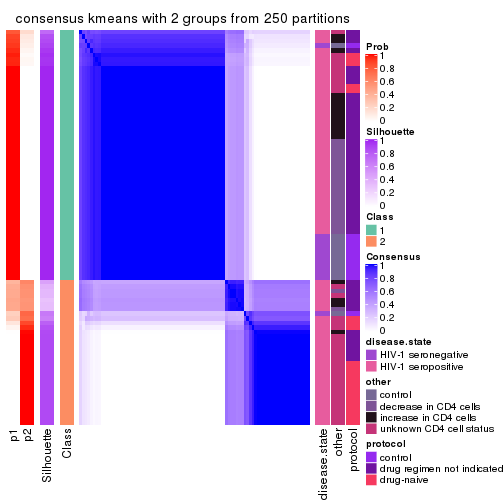 consensus kmeans with 2 groups from 250 partitions
Prob
1
0.8
0.6
0.4
0.2
0
Silhouette
1
0.8
0.6
0.4
0.2
0
Class
1
2
Consensus
1
0.8
0.6
0.4
0.2
0
disease.state
HIV-1 seronegative
HIV-1 seropositive
other
control
decrease in CD4 cells
increase in CD4 cells
unknown CD4 cell status
protocol
control
drug regimen not indicated
drug-naive
p1
p2
Silhouette
Class
disease.state
other
protocol